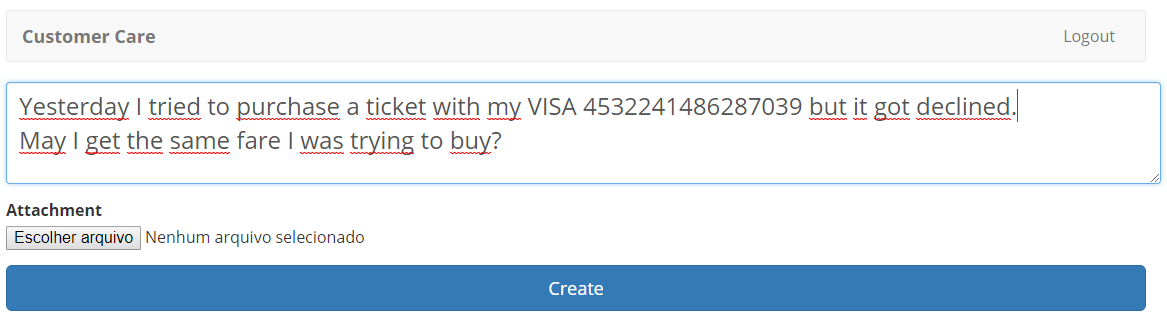 Customer Care Logout
Yesterday I tried to purchase a ticket with my VISA 4532241486287039 but it got declined.
May I get the same fare I was trying to buy?
Attachment
Escolher arquivo Nenhum arquivo selecionado
Create